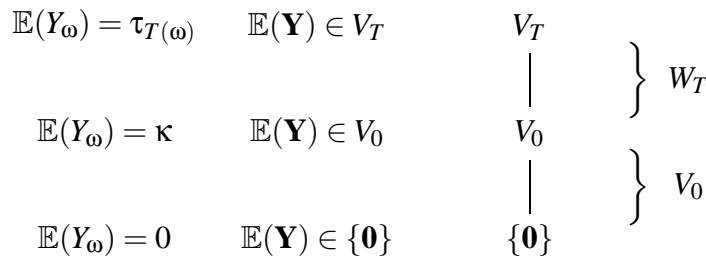 𝔼(Y_ω) = τ_{T(ω)} 𝔼(𝐘) ∈ V_T V_T
} W_T
𝔼(Y_ω) = κ 𝔼(𝐘) ∈ V_0 V_0
} V_0
𝔼(Y_ω) = 0 𝔼(𝐘) ∈ {𝟎} {𝟎}